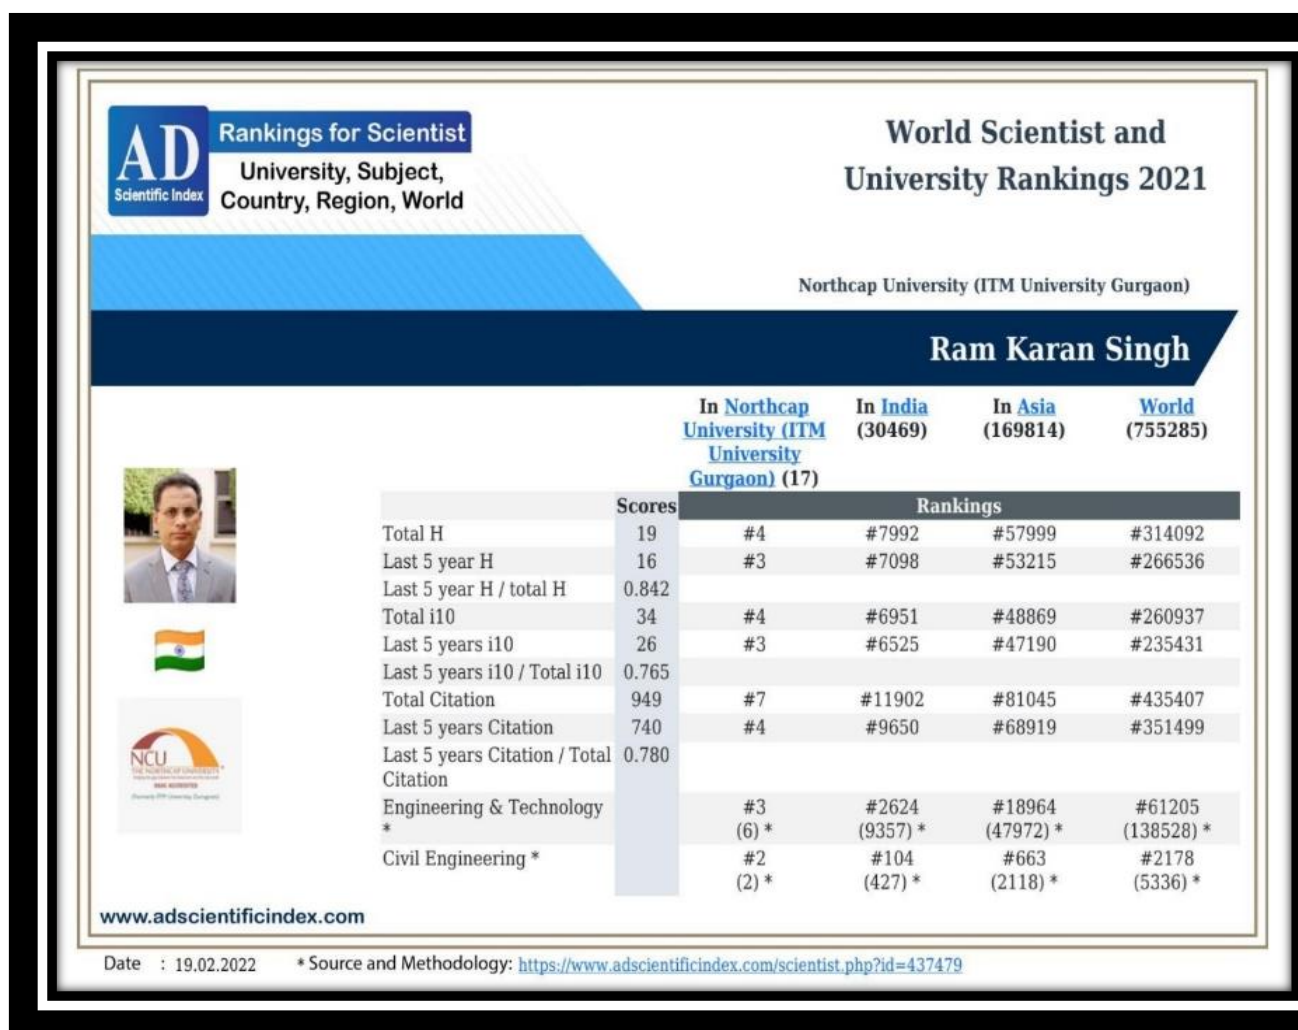 AD
Scientific Index
Rankings for Scientist
University, Subject,
Country, Region, World
World Scientist and
University Rankings 2021
Northcap University (ITM University Gurgaon)
Ram Karan Singh
In Northcap University (ITM University Gurgaon) (17) In India (30469) In Asia (169814) World (755285)
Scores Rankings
Total H 19 #4 #7992 #57999 #314092
Last 5 year H 16 #3 #7098 #53215 #266536
Last 5 year H / total H 0.842
Total i10 34 #4 #6951 #48869 #260937
Last 5 years i10 26 #3 #6525 #47190 #235431
Last 5 years i10 / Total i10 0.765
Total Citation 949 #7 #11902 #81045 #435407
Last 5 years Citation 740 #4 #9650 #68919 #351499
Last 5 years Citation / Total 0.780
Citation
Engineering & Technology #3 #2624 #18964 #61205
* (6) * (9357) * (47972) * (138528) *
Civil Engineering * #2 #104 #663 #2178
(2) * (427) * (2118) * (5336) *
NCU
THE NORTHCAP UNIVERSITY
www.adscientificindex.com
Date : 19.02.2022 * Source and Methodology: https://www.adscientificindex.com/scientist.php?id=437479